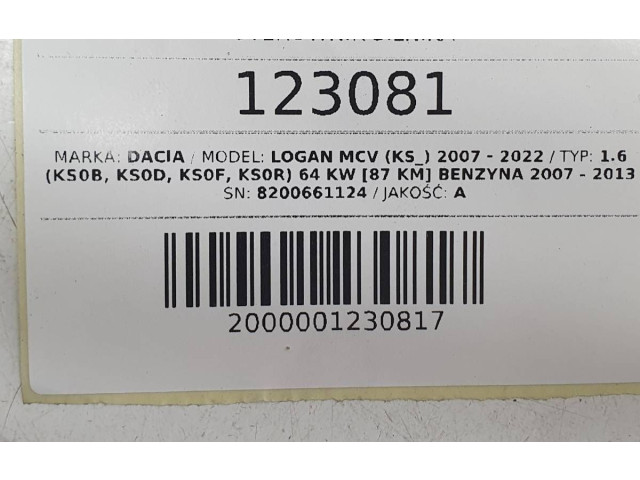 123081
MARKA: DACIA / MODEL: LOGAN MCV (KS_) 2007 - 2022 / TYP: 1.6
(KS0B, KS0D, KS0F, KS0R) 64 KW [87 KM] BENZYNA 2007 - 2013
SN: 8200661124 / JAKOŚĆ: A
2000001230817